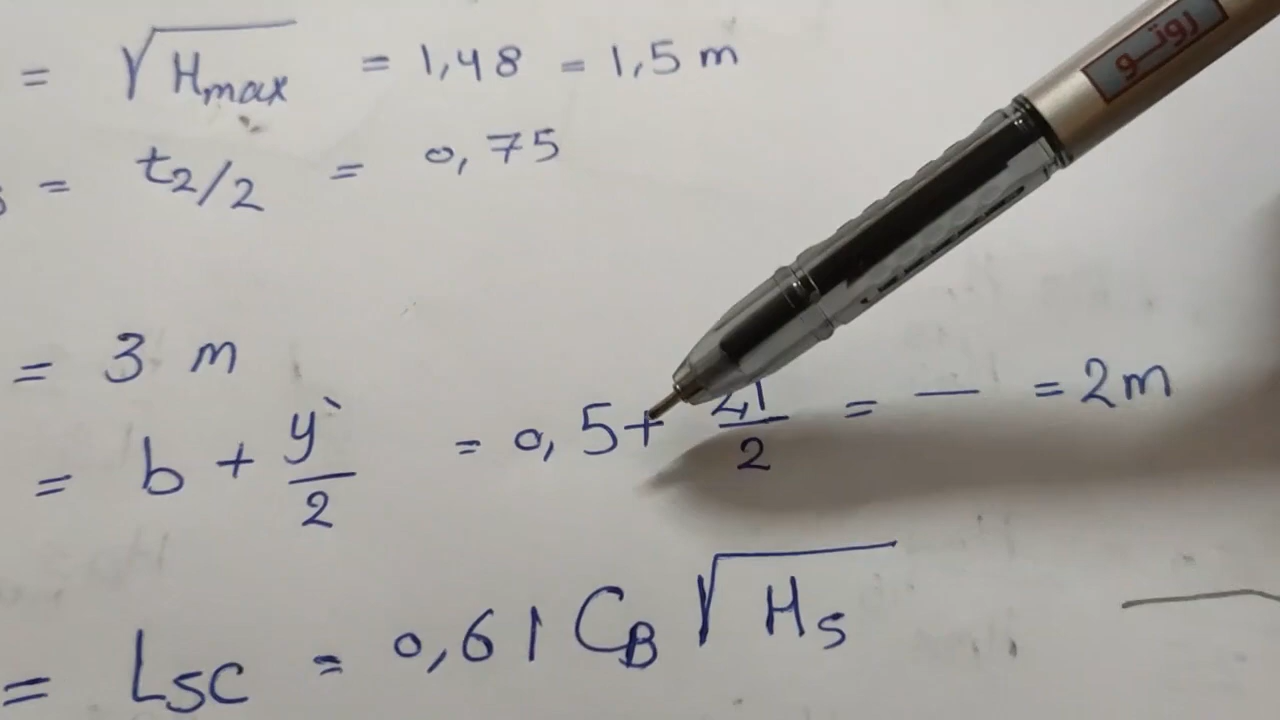 روتـــو
= √Hmax = 1,48 = 1,5 m
= t2/2 = 0,75
= 3 m
= b + y`/2 = 0,5+ /2 = — = 2m
= Lsc = 0,61 CB √Hs